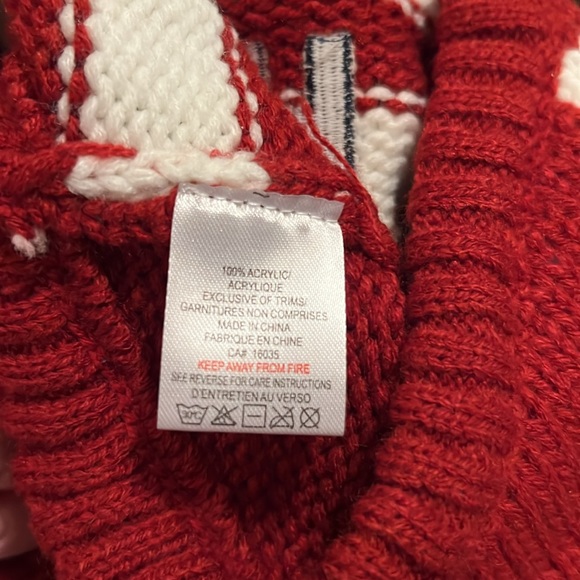 100% ACRYLIC/
ACRYLIQUE
EXCLUSIVE OF TRIMS/
GARNITURES NON COMPRISES
MADE IN CHINA
FABRIQUE EN CHINE
CA# 16035
KEEP AWAY FROM FIRE
SEE REVERSE FOR CARE INSTRUCTIONS
D'ENTRETIEN AU VERSO
30°C